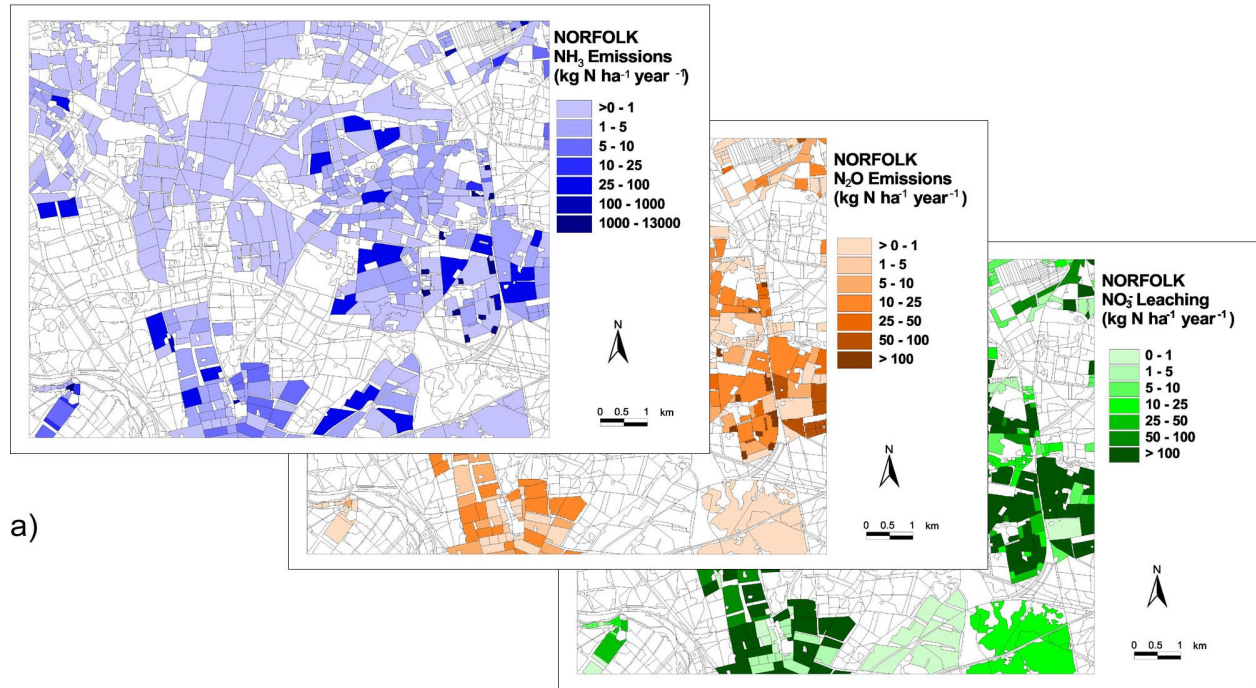 NORFOLK
NH₃ Emissions
(kg N ha⁻¹ year ⁻¹)
>0 - 1
1 - 5
5 - 10
10 - 25
25 - 100
100 - 1000
1000 - 13000
N
0 0.5 1 km
NORFOLK
N₂O Emissions
(kg N ha⁻¹ year⁻¹)
> 0 - 1
1 - 5
5 - 10
10 - 25
25 - 50
50 - 100
> 100
N
0 0.5 1 km
NORFOLK
NO₃⁻ Leaching
(kg N ha⁻¹ year⁻¹)
0 - 1
1 - 5
5 - 10
10 - 25
25 - 50
50 - 100
> 100
N
0 0.5 1 km
a)